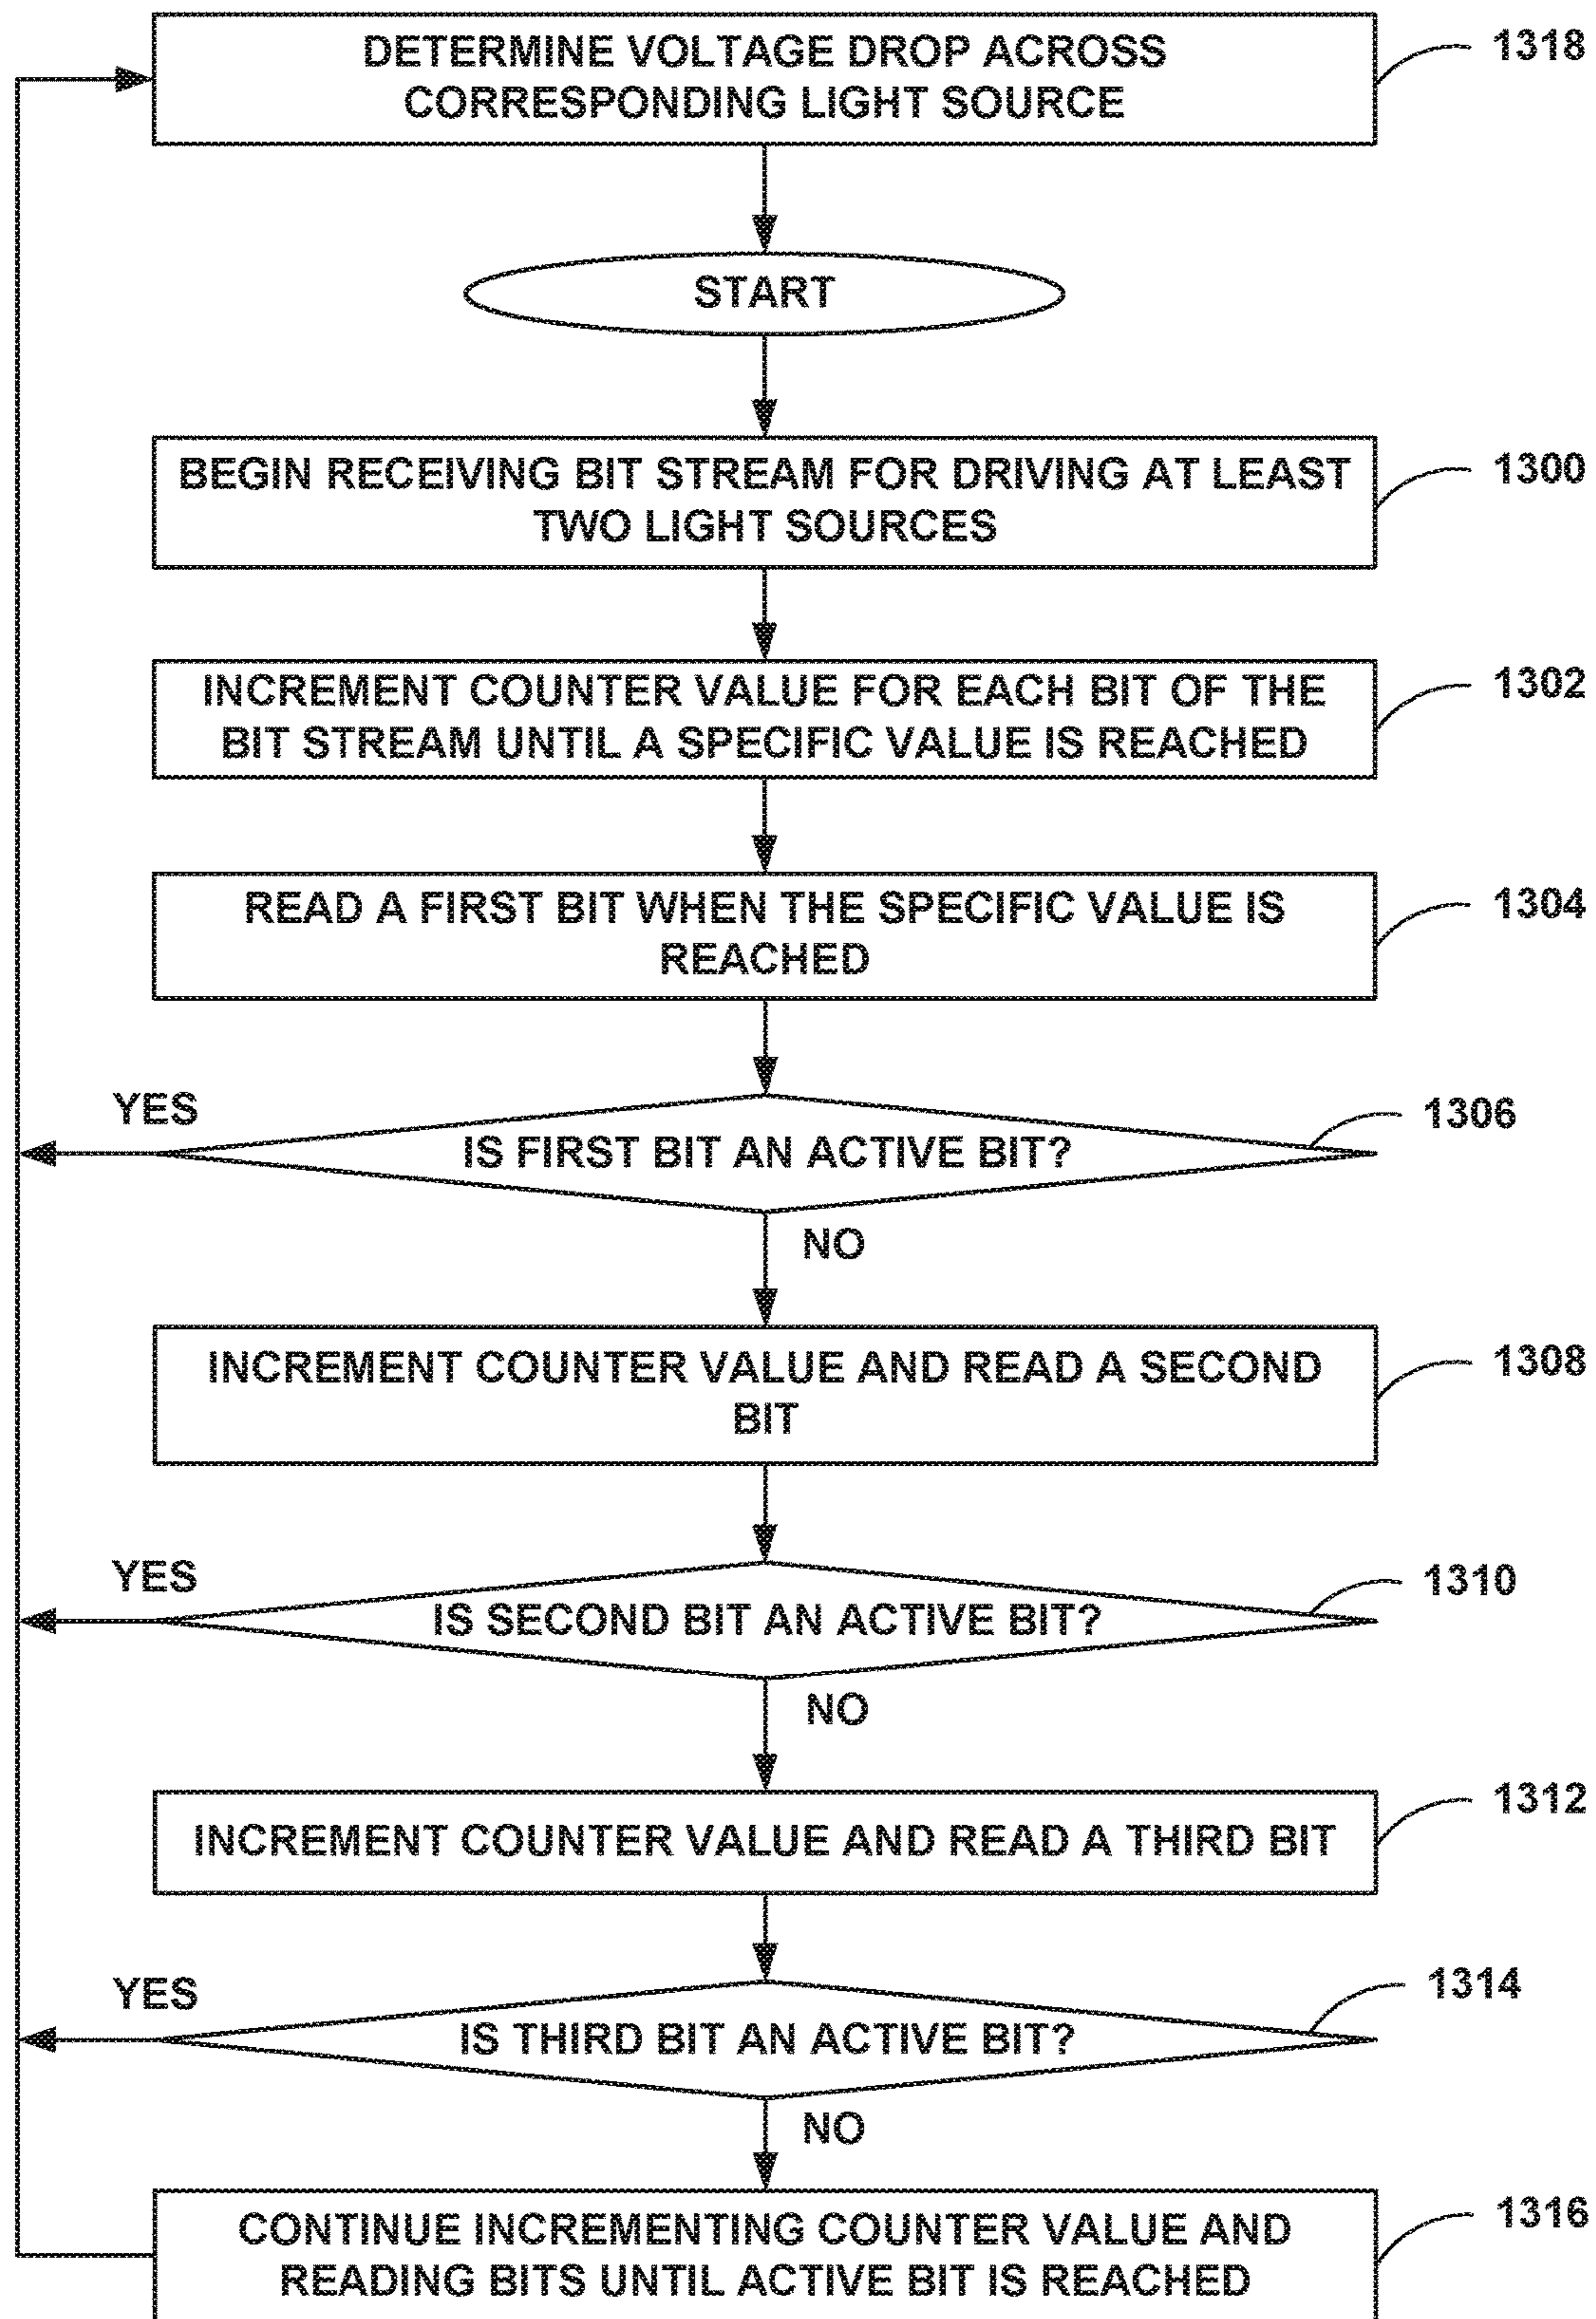 DETERMINE VOLTAGE DROP ACROSS
CORRESPONDING LIGHT SOURCE
1318
START
BEGIN RECEIVING BIT STREAM FOR DRIVING AT LEAST
TWO LIGHT SOURCES
1300
INCREMENT COUNTER VALUE FOR EACH BIT OF THE
BIT STREAM UNTIL A SPECIFIC VALUE IS REACHED
1302
READ A FIRST BIT WHEN THE SPECIFIC VALUE IS
REACHED
1304
YES
IS FIRST BIT AN ACTIVE BIT?
1306
NO
INCREMENT COUNTER VALUE AND READ A SECOND
BIT
1308
YES
IS SECOND BIT AN ACTIVE BIT?
1310
NO
INCREMENT COUNTER VALUE AND READ A THIRD BIT
1312
YES
IS THIRD BIT AN ACTIVE BIT?
1314
NO
CONTINUE INCREMENTING COUNTER VALUE AND
READING BITS UNTIL ACTIVE BIT IS REACHED
1316